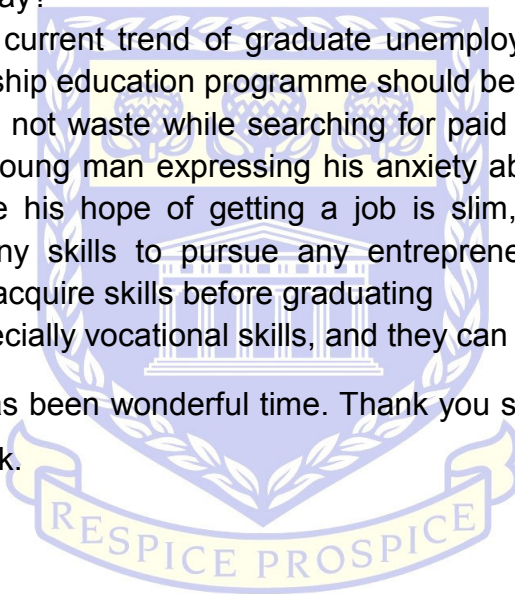 ay?
current trend of graduate unemploy
ship education programme should be
not waste while searching for paid
oung man expressing his anxiety ab
e his hope of getting a job is slim,
ny skills to pursue any entreprene
acquire skills before graduating
ecially vocational skills, and they can
as been wonderful time. Thank you s
k.
RESPICE PROSPICE